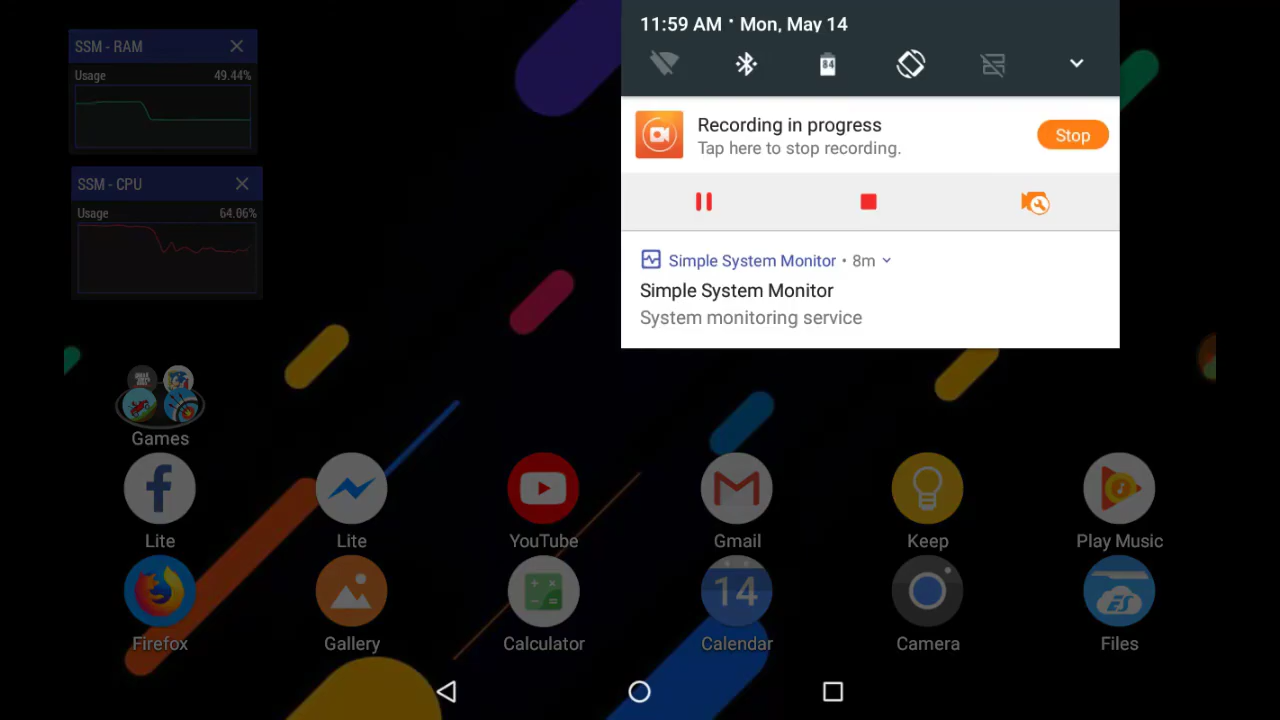 SSM - RAM
Usage 49.44%
SSM - CPU
Usage 64.06%
11:59 AM · Mon, May 14
84
Recording in progress
Tap here to stop recording.
Stop
Simple System Monitor · 8m
Simple System Monitor
System monitoring service
Games
Lite
Lite
YouTube
Gmail
Keep
Play Music
14
ES
Firefox
Gallery
Calculator
Calendar
Camera
Files